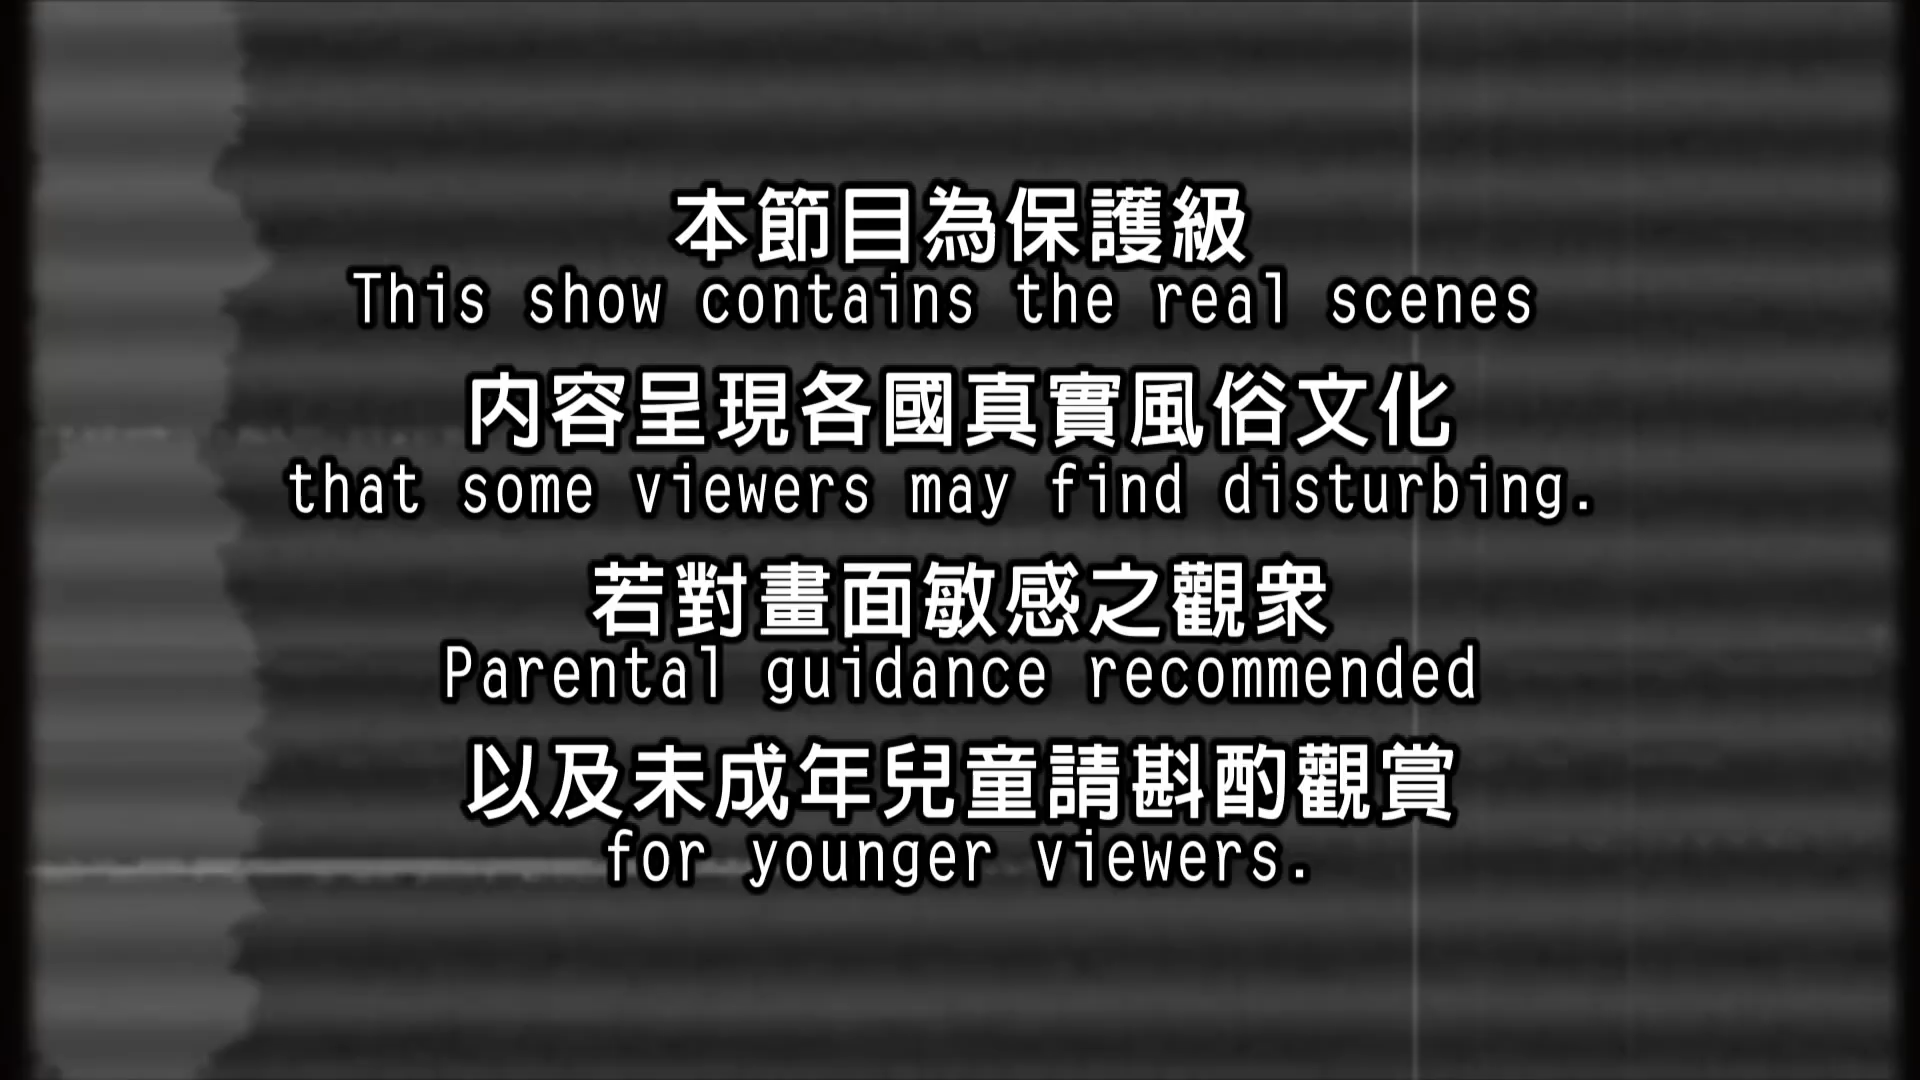 本節目為保護級
This show contains the real scenes
內容呈現各國真實風俗文化
that some viewers may find disturbing.
若對畫面敏感之觀眾
Parental guidance recommended
以及未成年兒童請斟酌觀賞
for younger viewers.